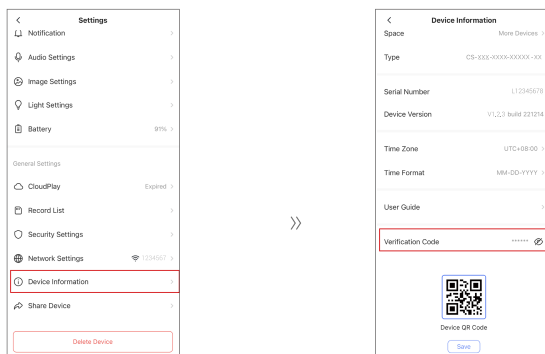 Settings
Notification
Audio Settings
Image Settings
Light Settings
Battery 91%
General Settings
CloudPlay Expired
Record List
Security Settings
Network Settings 1234567
Device Information
Share Device
Delete Device
Device Information
Space More Devices
Type CS-XXX-XXXX-XXXXX-XX
Serial Number L12345678
Device Version V1,2,3 build 221214
Time Zone UTC+08:00
Time Format MM-DD-YYYY
User Guide
Verification Code ******
Device QR Code
Save